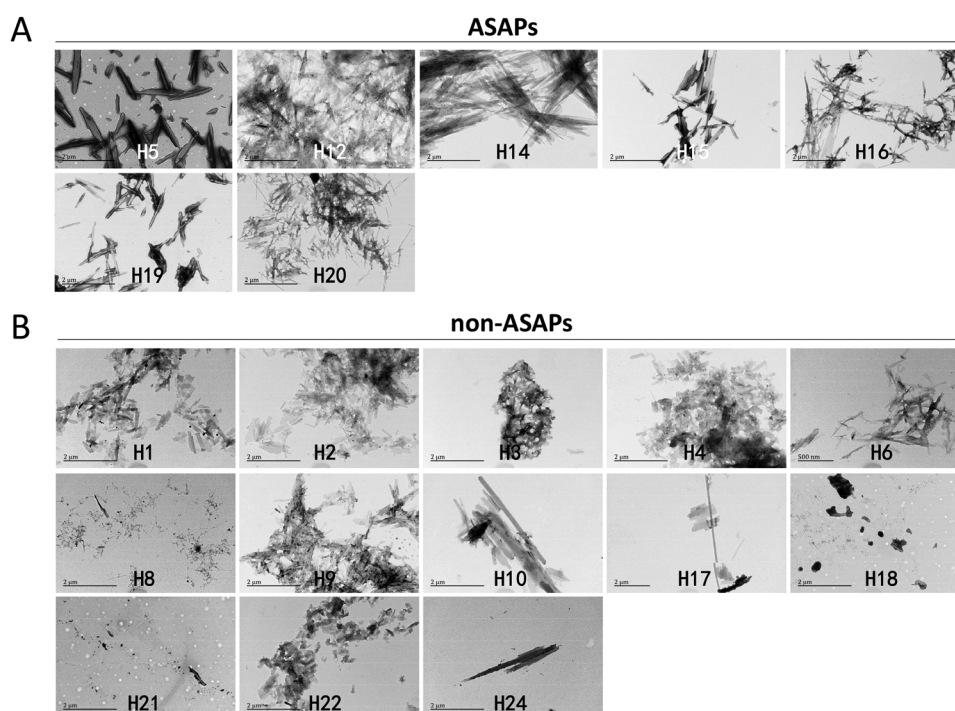 A
ASAPs
2 μm H5
2 μm H12
2 μm H14
2 μm H15
2 μm H16
2 μm H19
2 μm H20
B
non-ASAPs
2 μm H1
2 μm H2
2 μm H3
2 μm H4
500 nm H6
2 μm H8
2 μm H9
2 μm H10
2 μm H17
2 μm H18
2 μm H21
2 μm H22
2 μm H24